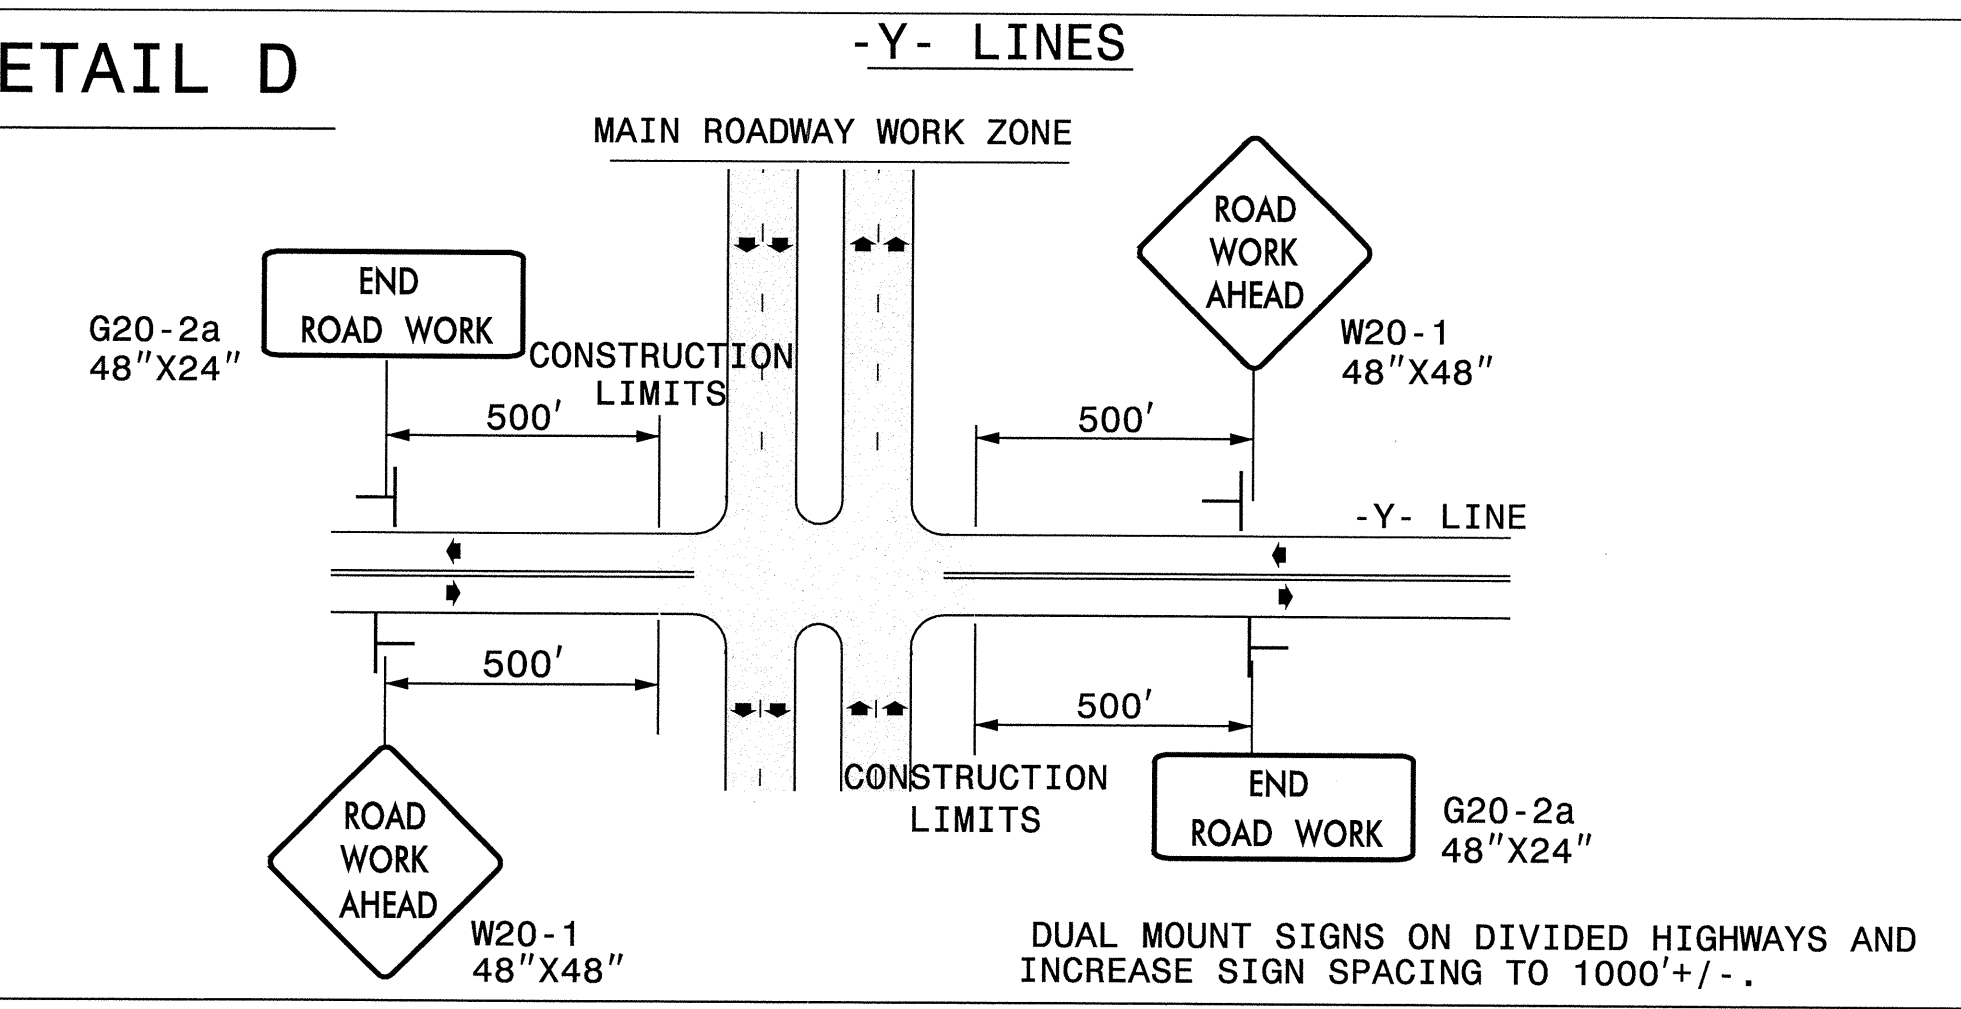 ETAIL D
-Y- LINES
MAIN ROADWAY WORK ZONE
END
ROAD WORK
G20-2a
48"X24"
CONSTRUCTION
LIMITS
500'
ROAD
WORK
AHEAD
W20-1
48"X48"
500'
-Y- LINE
500'
ROAD
WORK
AHEAD
W20-1
48"X48"
500'
CONSTRUCTION
LIMITS
END
ROAD WORK
G20-2a
48"X24"
DUAL MOUNT SIGNS ON DIVIDED HIGHWAYS AND
INCREASE SIGN SPACING TO 1000'+/-.